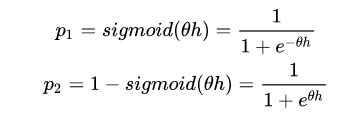 p₁ = sigmoid(θh) = 1 / (1 + e^{−θh})
p₂ = 1 − sigmoid(θh) = 1 / (1 + e^{θh})